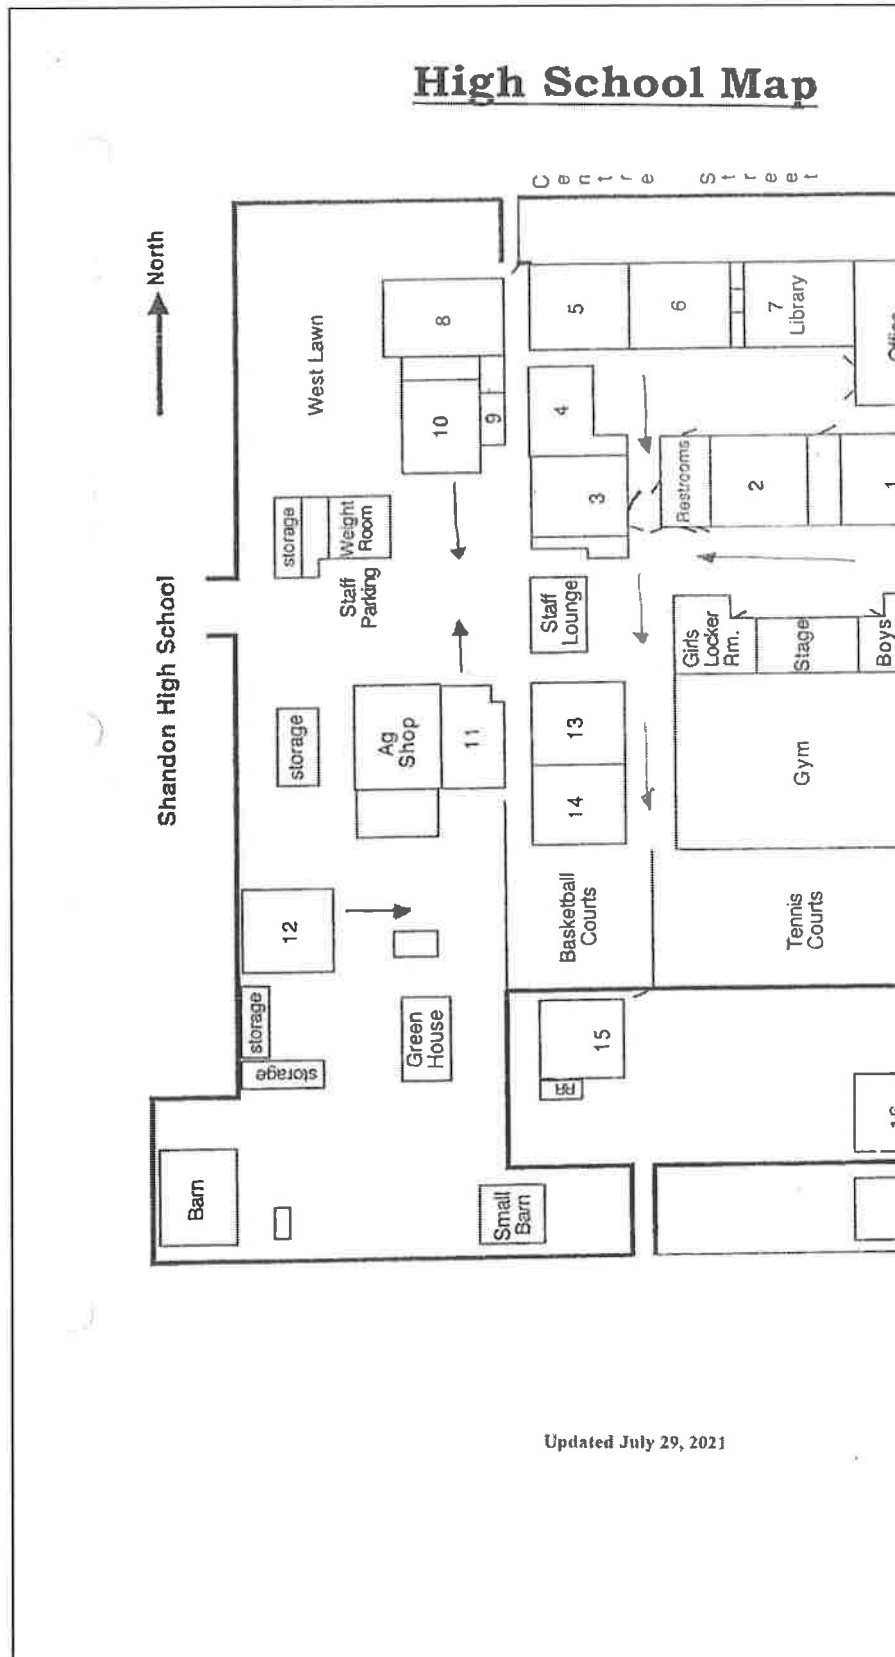 High School Map
Centre Street
North
Shandon High School
West Lawn
8
10
9
5
6
7
Library
4
3
Restrooms
2
1
storage
Weight
Room
Staff
Parking
Staff
Lounge
Girls
Locker
Rm.
Stage
Boys
storage
Ag
Shop
11
13
14
Gym
12
Basketball
Courts
Tennis
Courts
storage
storage
Green
House
15
RR
Barn
Small
Barn
Updated July 29, 2021